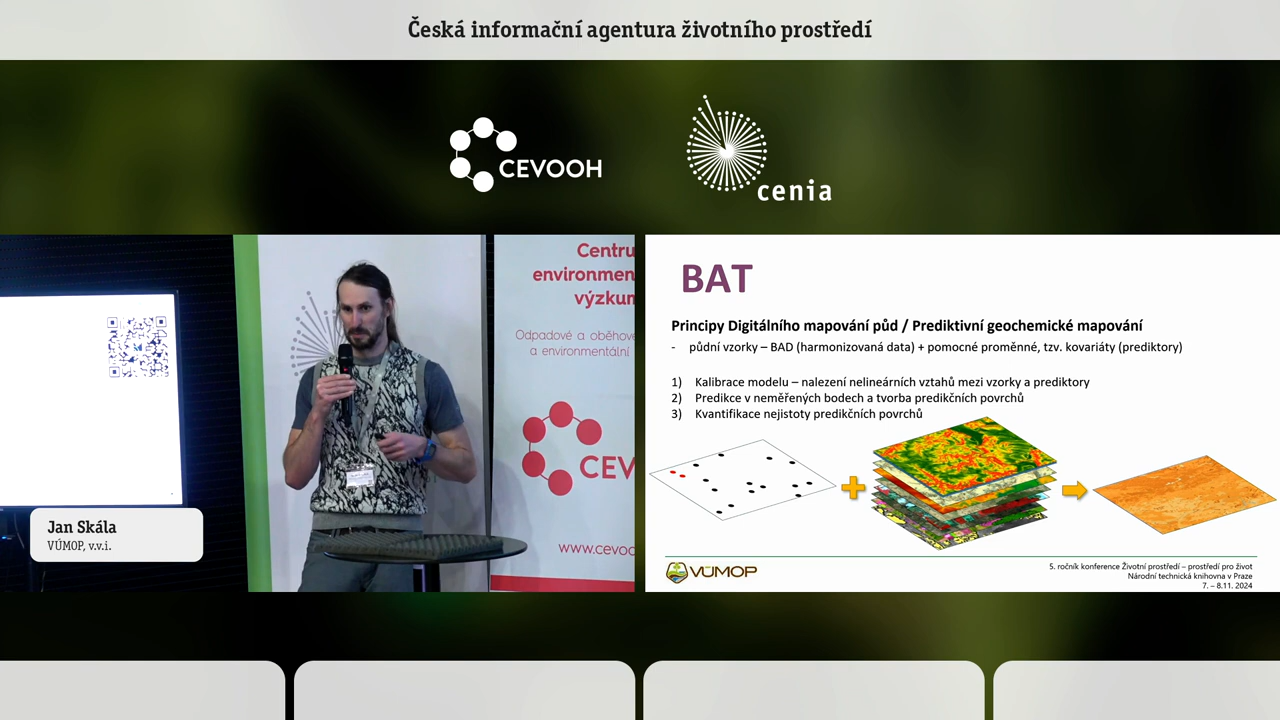 Česká informační agentura životního prostředí
CEVOOH
cenia
Centru
environmen
výzkum
Odpadové a oběhové
a environmentální
CEV
www.cevooh
Jan Skála
VÚMOP, v.v.i.
BAT
Principy Digitálního mapování půd / Prediktivní geochemické mapování
- půdní vzorky – BAD (harmonizovaná data) + pomocné proměnné, tzv. kovariáty (prediktory)
1) Kalibrace modelu – nalezení nelineárních vztahů mezi vzorky a prediktory
2) Predikce v neměřených bodech a tvorba predikčních povrchů
3) Kvantifikace nejistoty predikčních povrchů
VÚMOP
5. ročník konference Životní prostředí – prostředí pro život
Národní technická knihovna v Praze
7. – 8.11. 2024